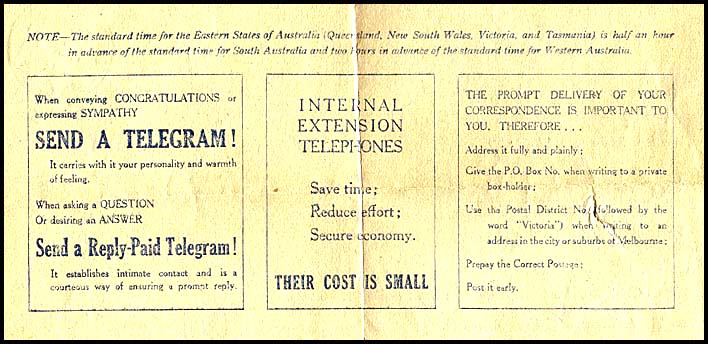 NOTE—The standard time for the Eastern States of Australia (Queensland, New South Wales, Victoria, and Tasmania) is half an hour
in advance of the standard time for South Australia and two hours in advance of the standard time for Western Australia.
When conveying CONGRATULATIONS or
expressing SYMPATHY
SEND A TELEGRAM!
It carries with it your personality and warmth
of feeling.
When asking a QUESTION
Or desiring an ANSWER
Send a Reply-Paid Telegram!
It establishes intimate contact and is a
courteous way of ensuring a prompt reply.
INTERNAL
EXTENSION
TELEPHONES
Save time;
Reduce effort;
Secure economy.
THEIR COST IS SMALL
THE PROMPT DELIVERY OF YOUR
CORRESPONDENCE IS IMPORTANT TO
YOU. THEREFORE . . .
Address it fully and plainly;
Give the P.O. Box No. when writing to a private
box-holder;
Use the Postal District No. (followed by the
word "Victoria") when writing to an
address in the city or suburbs of Melbourne;
Prepay the Correct Postage;
Post it early.